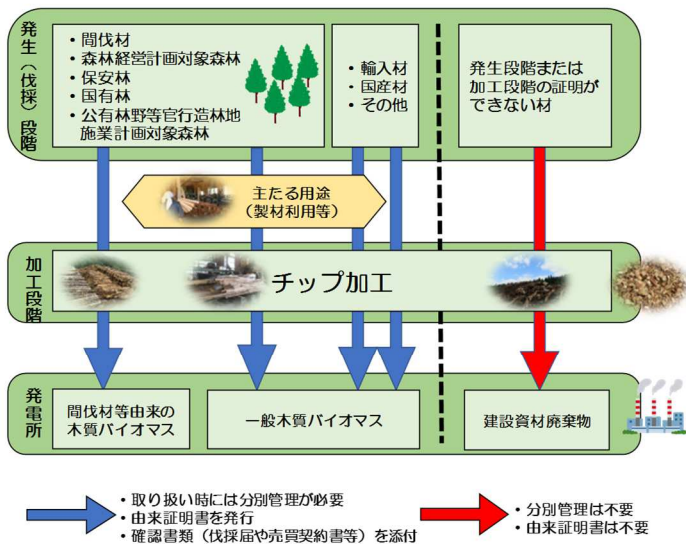 発生（伐採）段階
・間伐材
・森林経営計画対象森林
・保安林
・国有林
・公有林野等官行造林地
施業計画対象森林
・輸入材
・国産材
・その他
発生段階または
加工段階の証明が
できない材
主たる用途
（製材利用等）
加工段階
チップ加工
発電所
間伐材等由来の
木質バイオマス
一般木質バイオマス
建設資材廃棄物
・取り扱い時には分別管理が必要
・由来証明書を発行
・確認書類（伐採届や売買契約書等）を添付
・分別管理は不要
・由来証明書は不要